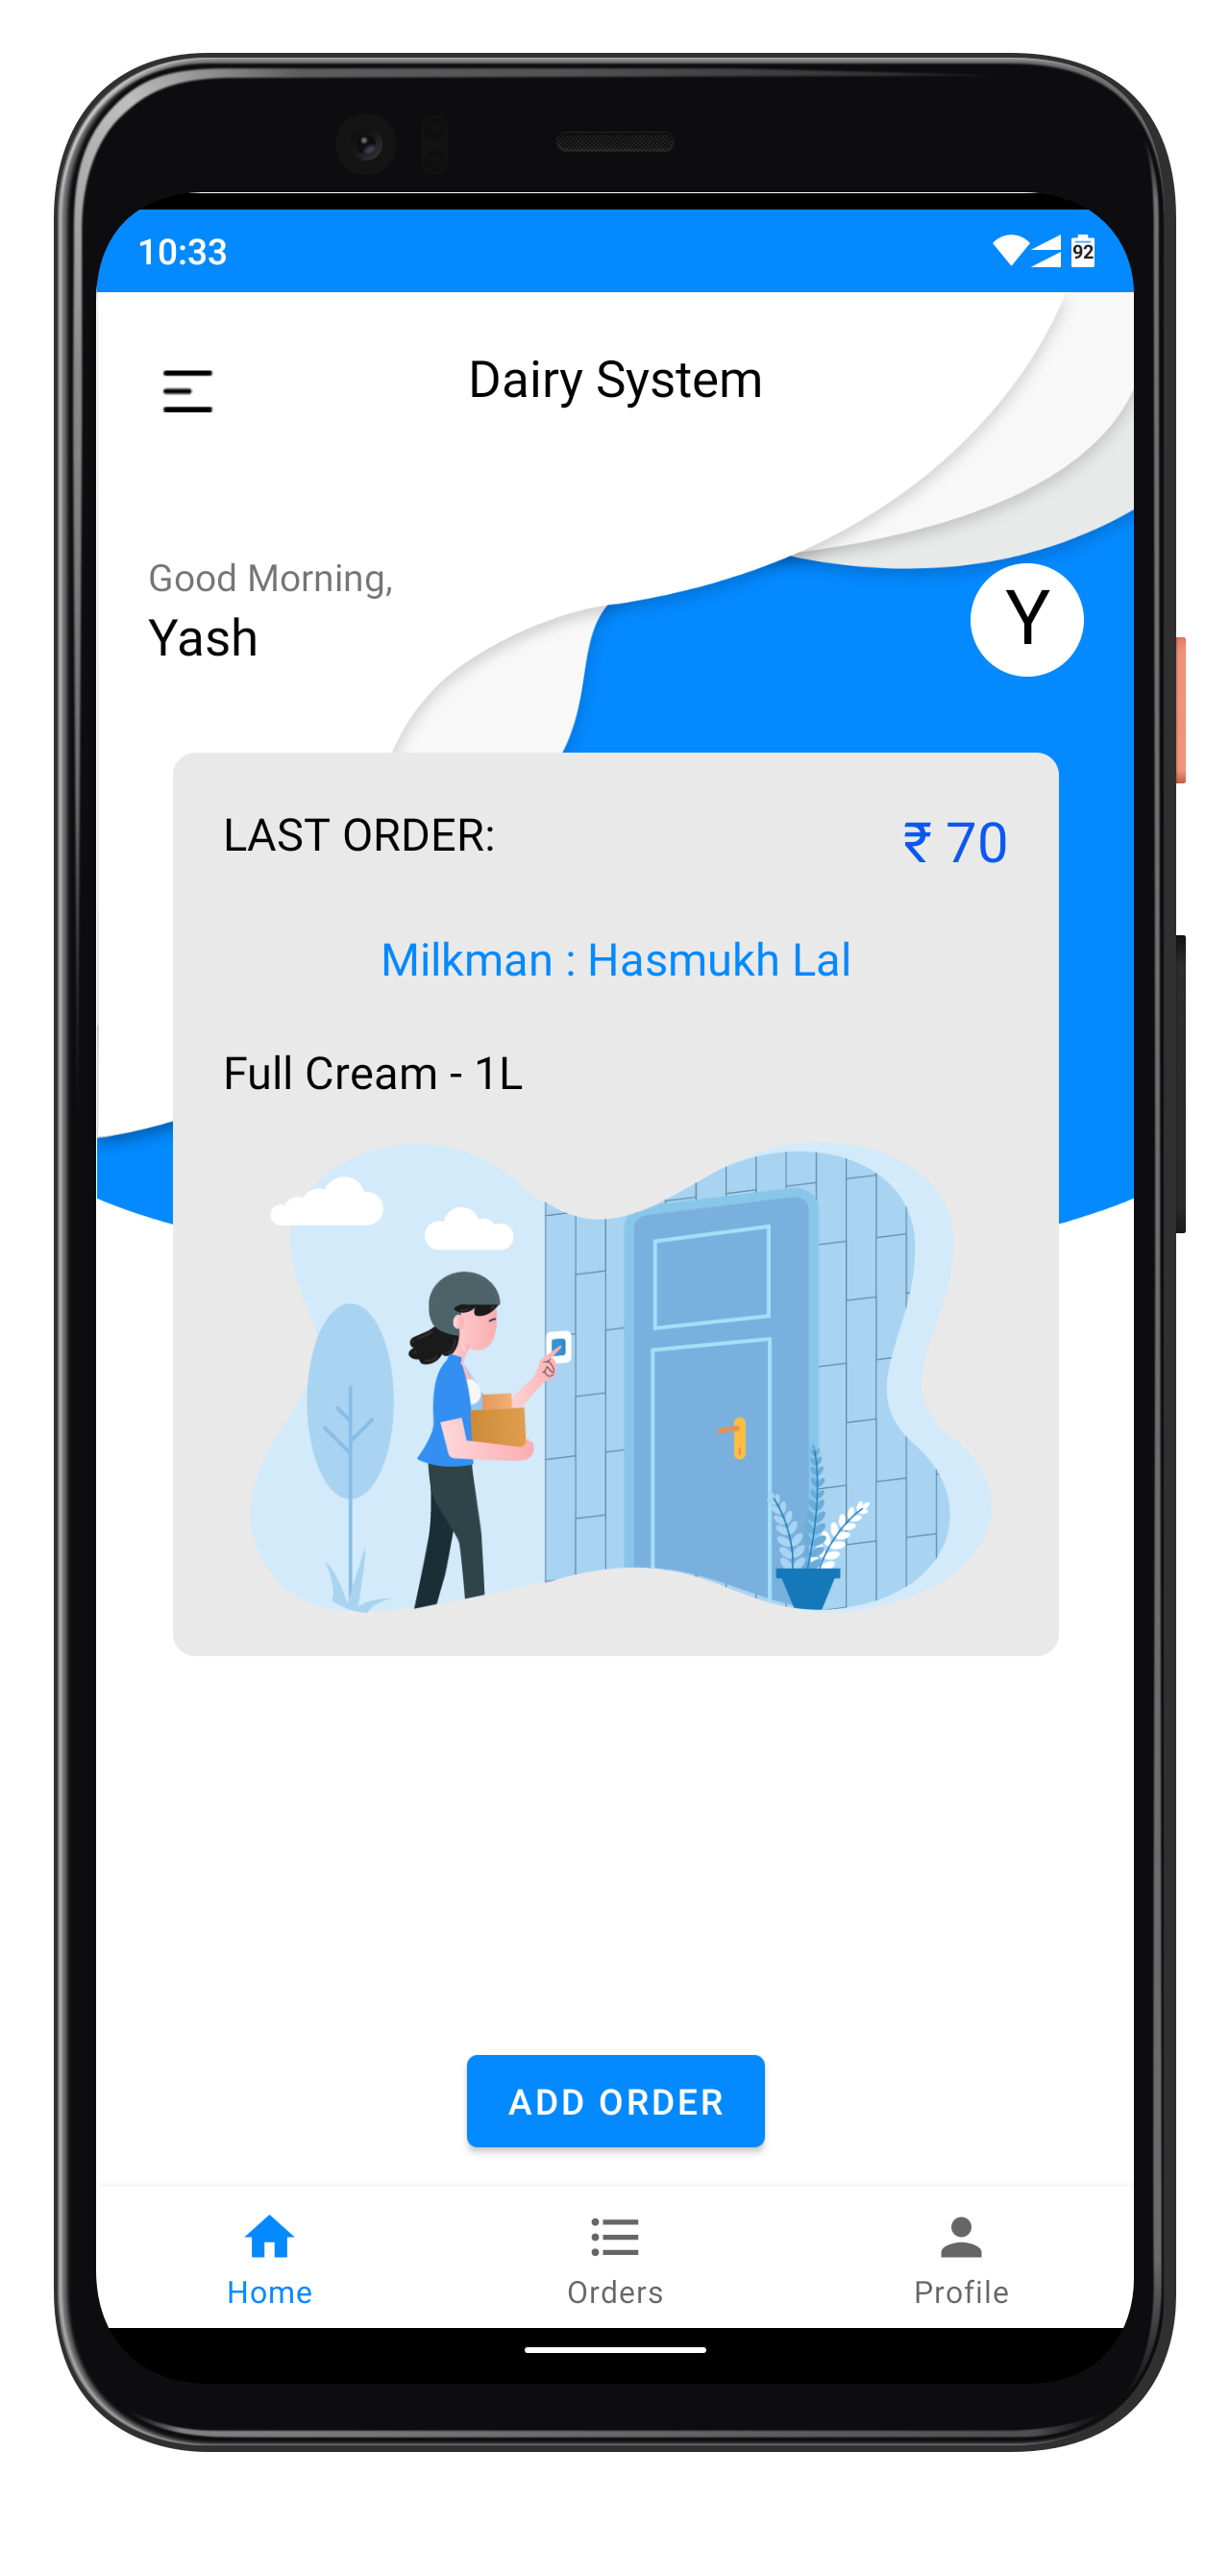 10:33
92
Dairy System
Good Morning,
Yash
Y
LAST ORDER:
₹ 70
Milkman : Hasmukh Lal
Full Cream - 1L
ADD ORDER
Home
Orders
Profile